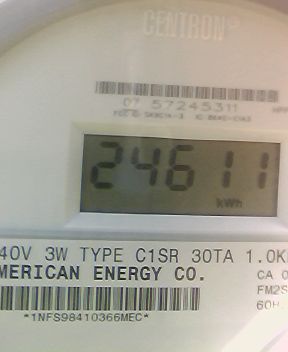 CENTRON
07 57245311
24611
kWh
40V 3W TYPE C1SR 30TA 1.0K
MERICAN ENERGY CO. CA 0
FM2S
60H
*1NFS98410366MEC*